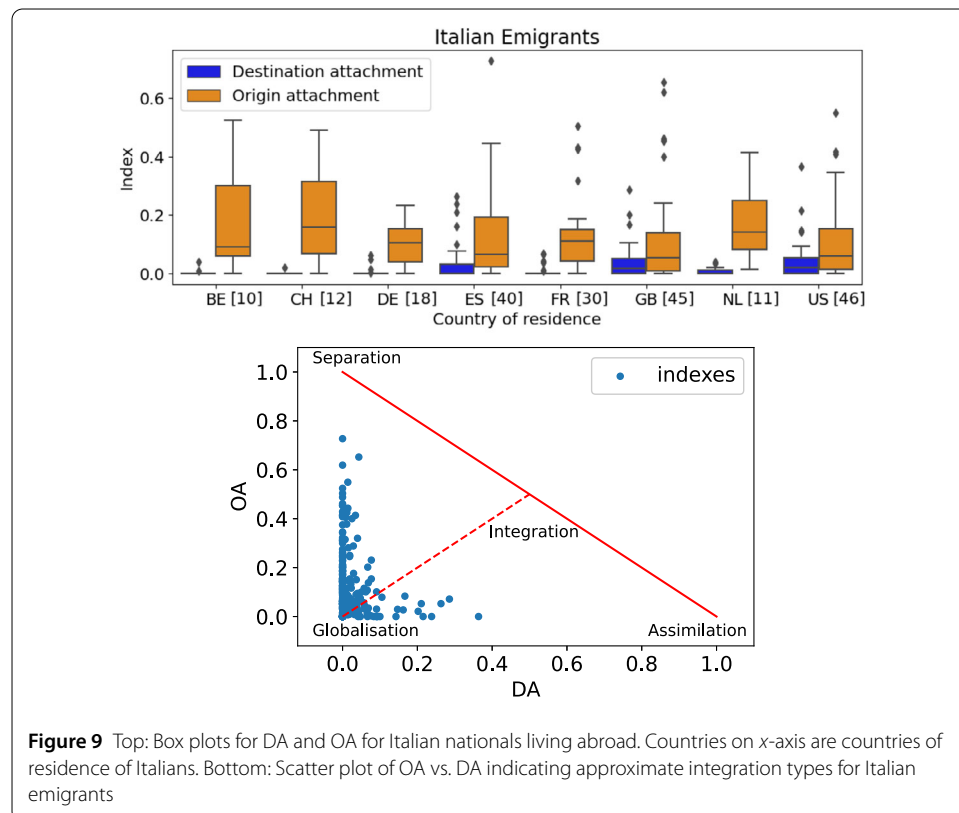 Italian Emigrants
Destination attachment
Origin attachment
Index
0.6
0.4
0.2
0.0
BE [10] CH [12] DE [18] ES [40] FR [30] GB [45] NL [11] US [46]
Country of residence
Separation
indexes
OA
1.0
0.8
0.6
0.4
0.2
0.0
Integration
Globalisation
Assimilation
0.0 0.2 0.4 0.6 0.8 1.0
DA
Figure 9 Top: Box plots for DA and OA for Italian nationals living abroad. Countries on x-axis are countries of
residence of Italians. Bottom: Scatter plot of OA vs. DA indicating approximate integration types for Italian
emigrants